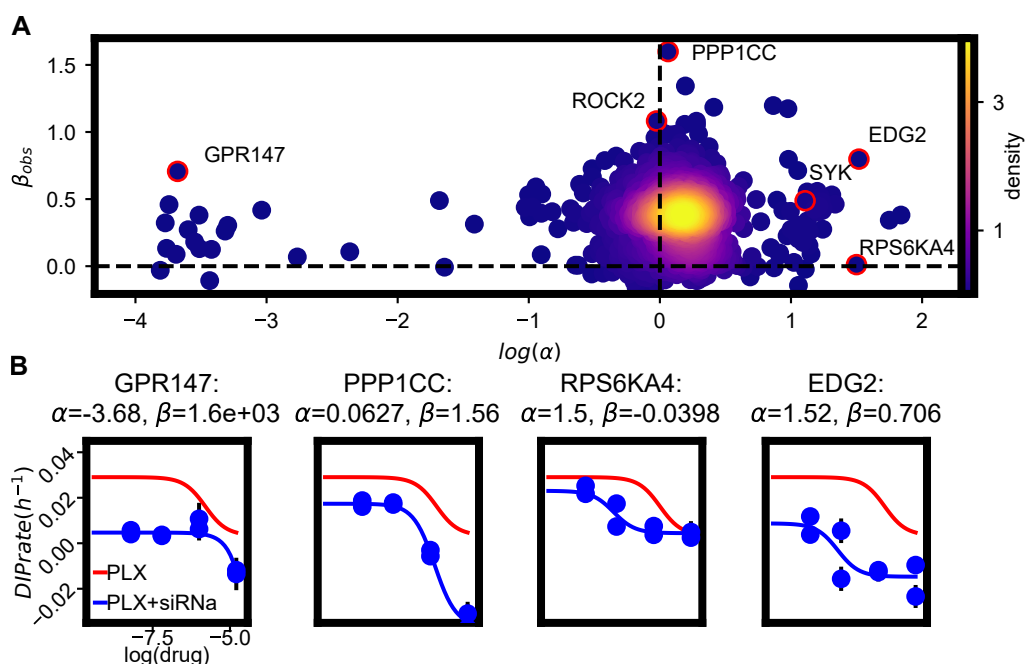 A
β_obs
1.5
1.0
0.5
0.0
PPP1CC
ROCK2
GPR147
EDG2
SYK
RPS6KA4
−4
−3
−2
−1
0
1
2
log(α)
3
1
density
B
GPR147:
α=-3.68, β=1.6e+03
PPP1CC:
α=0.0627, β=1.56
RPS6KA4:
α=1.5, β=-0.0398
EDG2:
α=1.52, β=0.706
DIPrate(h⁻¹)
0.04
0.02
0.00
−0.02
PLX
PLX+siRNa
−7.5
−5.0
log(drug)